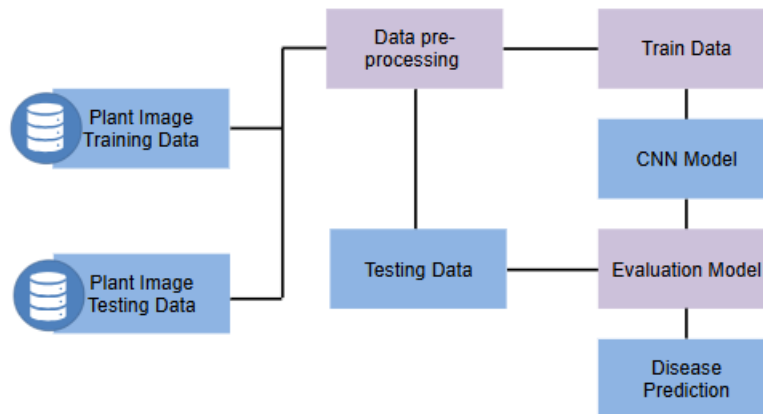 Data pre-
processing
Train Data
Plant Image
Training Data
CNN Model
Plant Image
Testing Data
Testing Data
Evaluation Model
Disease
Prediction